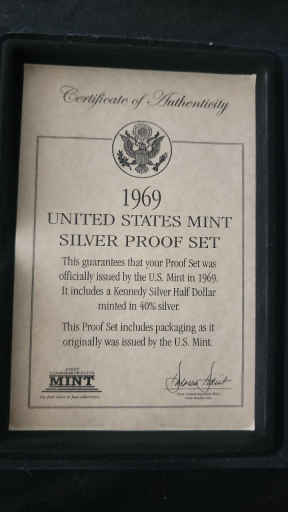 Certificate of Authenticity
1969
UNITED STATES MINT
SILVER PROOF SET
This guarantees that your Proof Set was
officially issued by the U.S. Mint in 1969.
It includes a Kennedy Silver Half Dollar
minted in 40% silver.
This Proof Set includes packaging as it
originally was issued by the U.S. Mint.
FIRST
COMMEMORATIVE
MINT